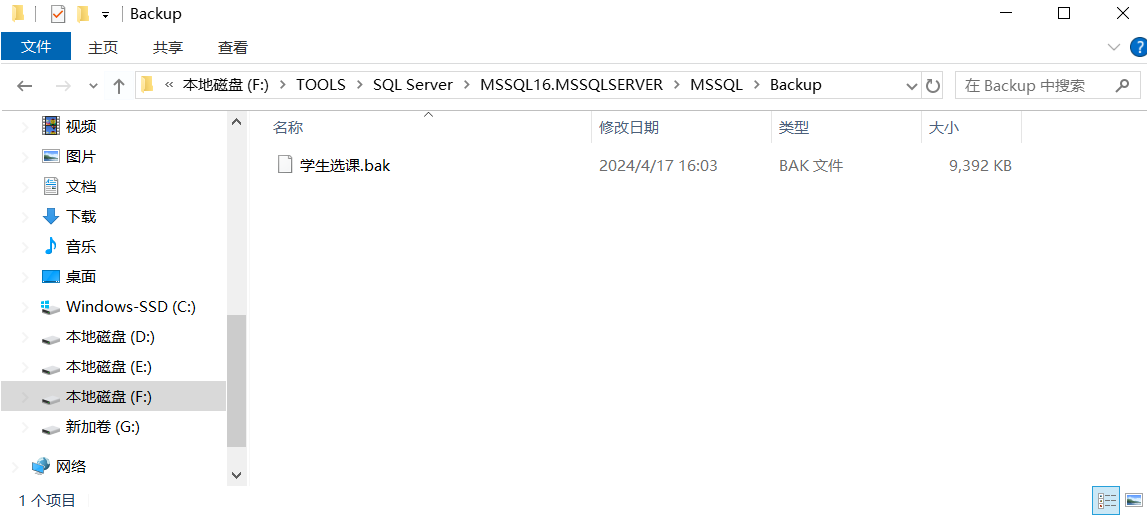 Backup
文件 主页 共享 查看 ?
« 本地磁盘 (F:) > TOOLS > SQL Server > MSSQL16.MSSQLSERVER > MSSQL > Backup 在 Backup 中搜索
名称 修改日期 类型 大小
学生选课.bak 2024/4/17 16:03 BAK 文件 9,392 KB
视频
图片
文档
下载
音乐
桌面
Windows-SSD (C:)
本地磁盘 (D:)
本地磁盘 (E:)
本地磁盘 (F:)
新加卷 (G:)
网络
1 个项目